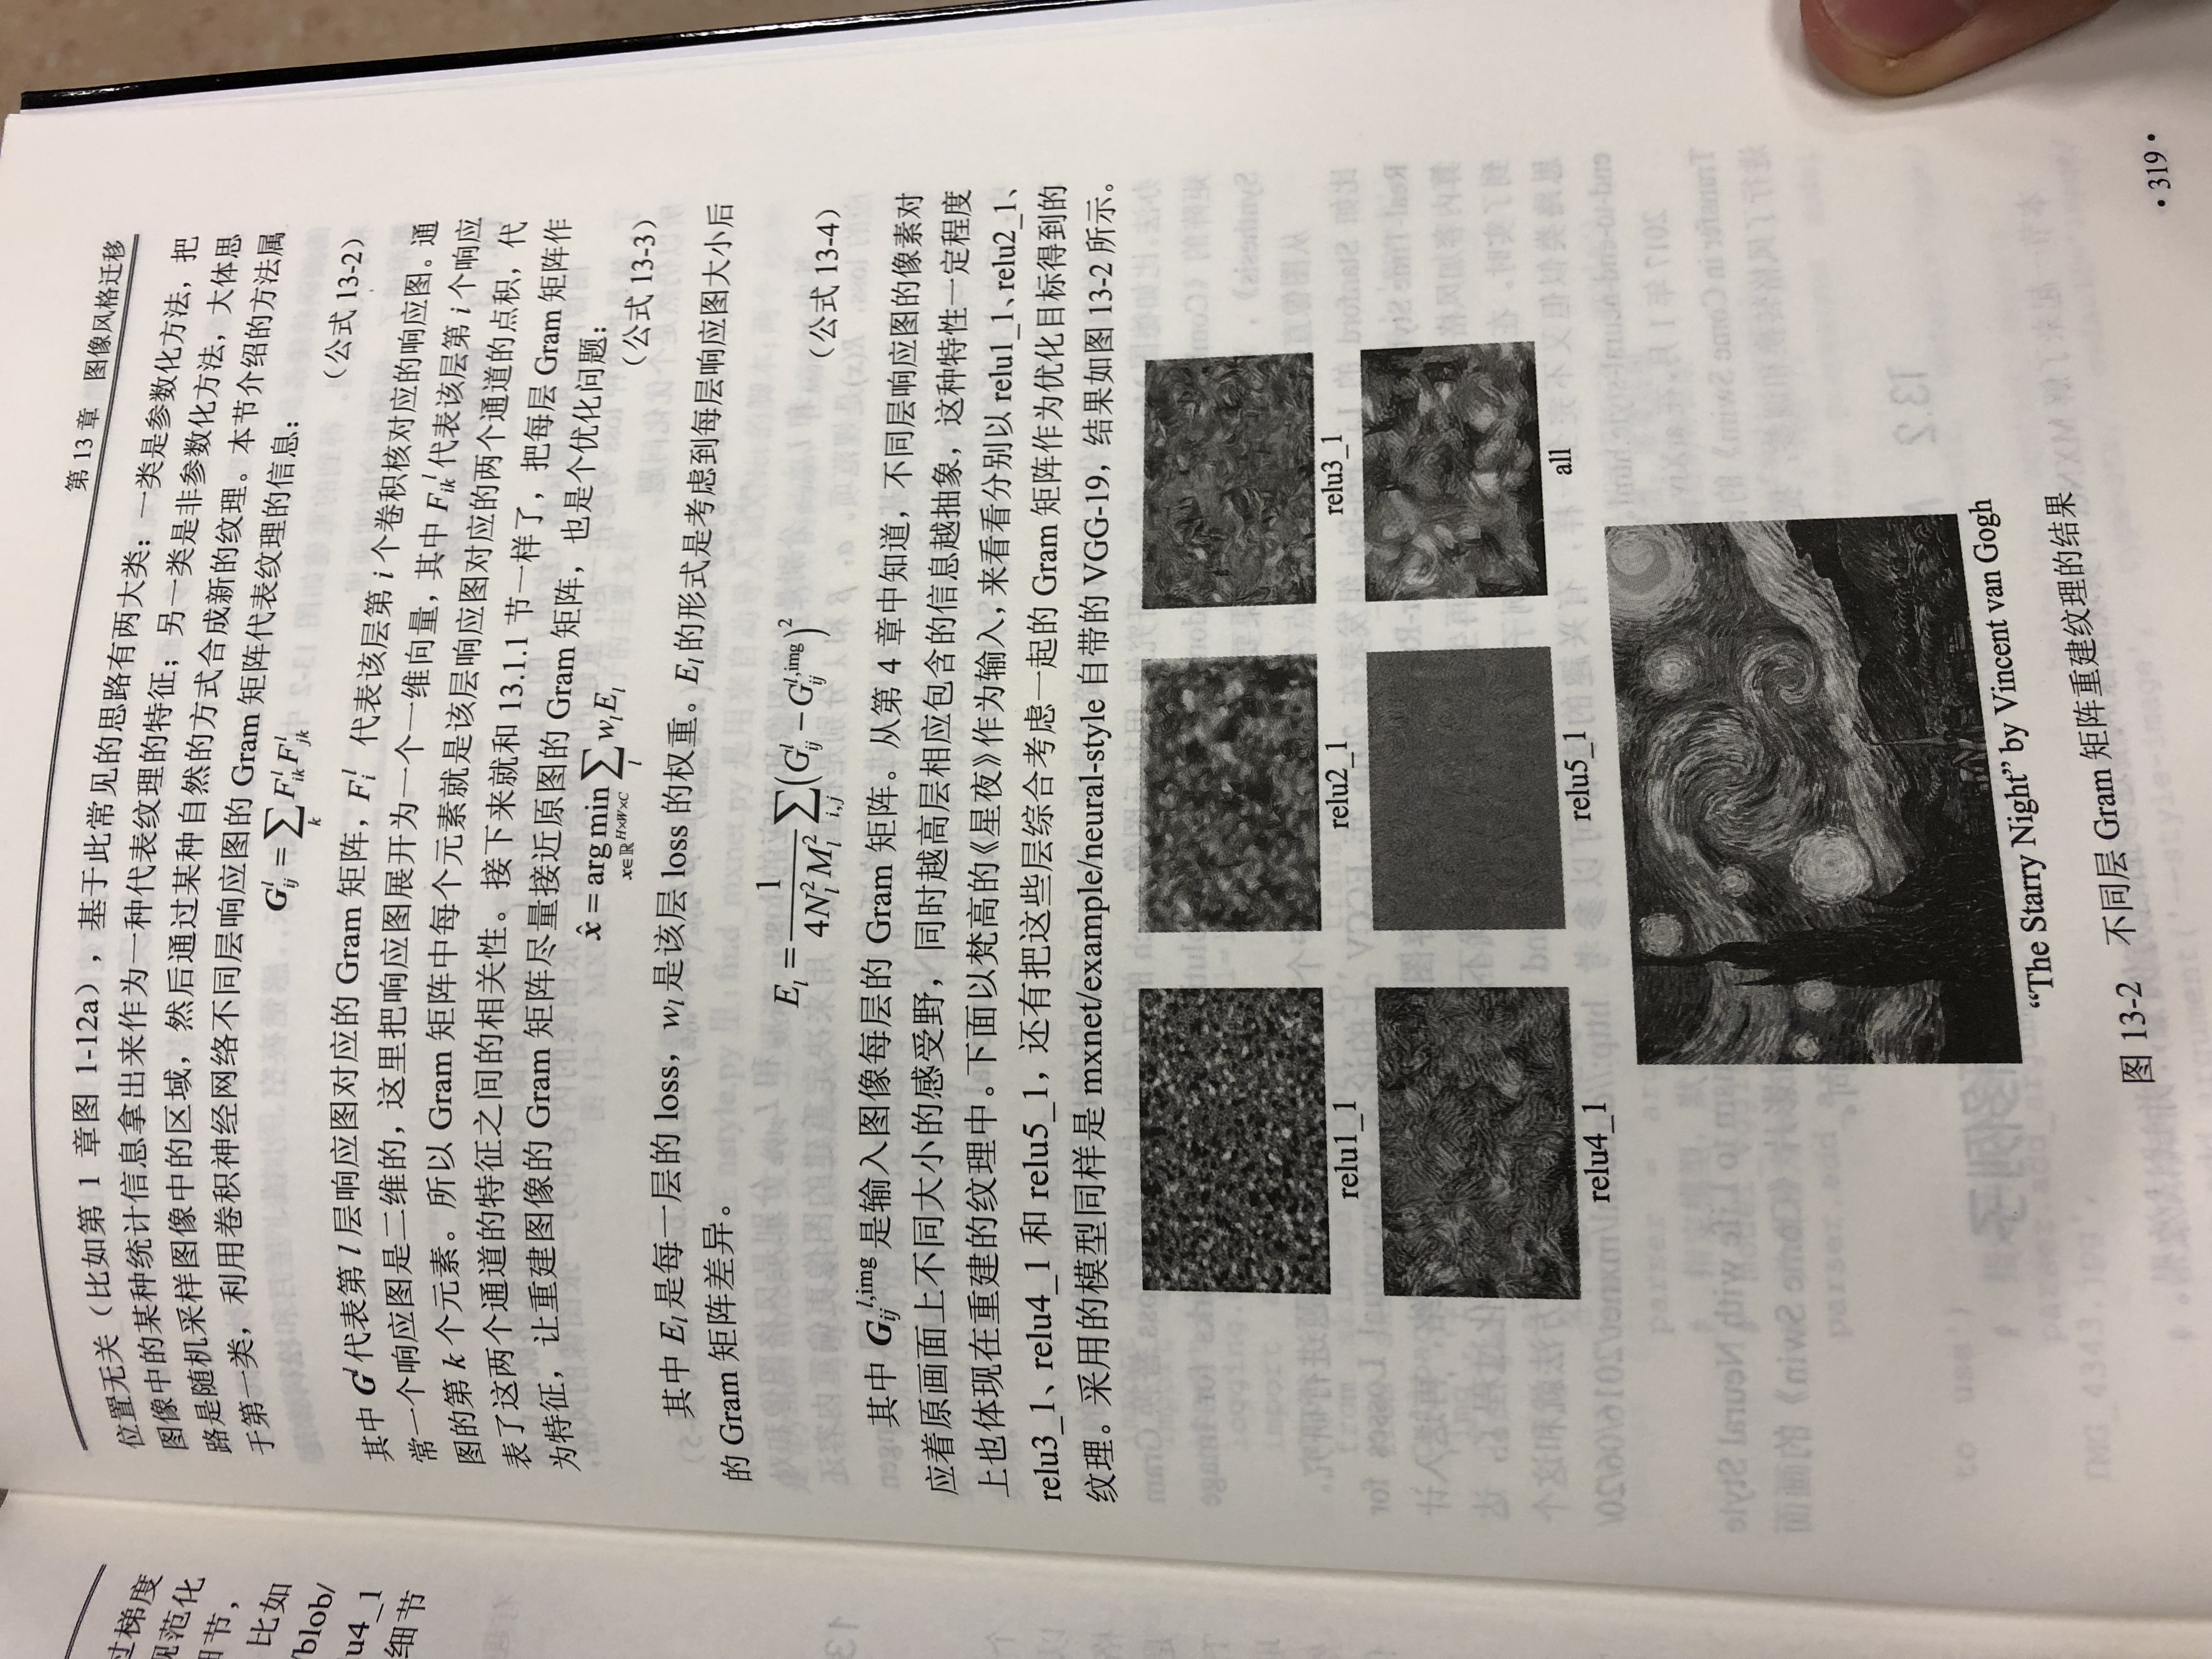 第 13 章 图像风格迁移
位置无关（比如第 1 章图 1-12a），基于此常见的思路有两大类：一类是参数化方法，把
图像中的某种统计信息拿出来作为一种代表纹理的特征；另一类是非参数化方法，大体思
路是随机采样图像中的区域，然后通过某种自然的方式合成新的纹理。本节介绍的方法属
于第一类，利用卷积神经网络不同层响应图的 Gram 矩阵代表纹理的信息：
G^l_{ij} = ∑_k F^l_{ik} F^l_{jk} （公式 13-2）
其中 G^l 代表第 l 层响应图对应的 Gram 矩阵，F_i^l 代表该层第 i 个卷积核对应的响应图。通
常一个响应图是二维的，这里把响应图展开为一个一维向量，其中 F_{ik}^l 代表该层第 i 个响应
图的第 k 个元素。所以 Gram 矩阵中每个元素就是该层响应图对应的两个通道的点积，代
表了这两个通道的特征之间的相关性。接下来就和 13.1.1 节一样了，把每层 Gram 矩阵作
为特征，让重建图像的 Gram 矩阵尽量接近原图的 Gram 矩阵，也是个优化问题：
x̂ = arg min_{x∈ℝ^{H×W×C}} ∑_l w_l E_l （公式 13-3）
其中 E_l 是每一层的 loss，w_l 是该层 loss 的权重。E_l 的形式是考虑到每层响应图大小后
的 Gram 矩阵差异。
E_l = 1/(4N_l^2 M_l^2) ∑_{i,j} (G^l_{ij} − G^{l,img}_{ij})^2 （公式 13-4）
其中 G_{ij}^{l,img} 是输入图像每层的 Gram 矩阵。从第 4 章中知道，不同层响应图的像素对
应着原画面上不同大小的感受野，同时越高层相应包含的信息越抽象，这种特性一定程度
上也体现在重建的纹理中。下面以梵高的《星夜》作为输入，来看看分别以 relu1_1、relu2_1、
relu3_1、relu4_1 和 relu5_1，还有把这些层综合考虑一起的 Gram 矩阵作为优化目标得到的
纹理。采用的模型同样是 mxnet/example/neural-style 自带的 VGG-19，结果如图 13-2 所示。
relu1_1 relu2_1 relu3_1
relu4_1 relu5_1 all
“The Starry Night” by Vincent van Gogh
图 13-2 不同层 Gram 矩阵重建纹理的结果
·319·
过梯度
规范化
细节，
比如
/blob/
lu4_1
细节